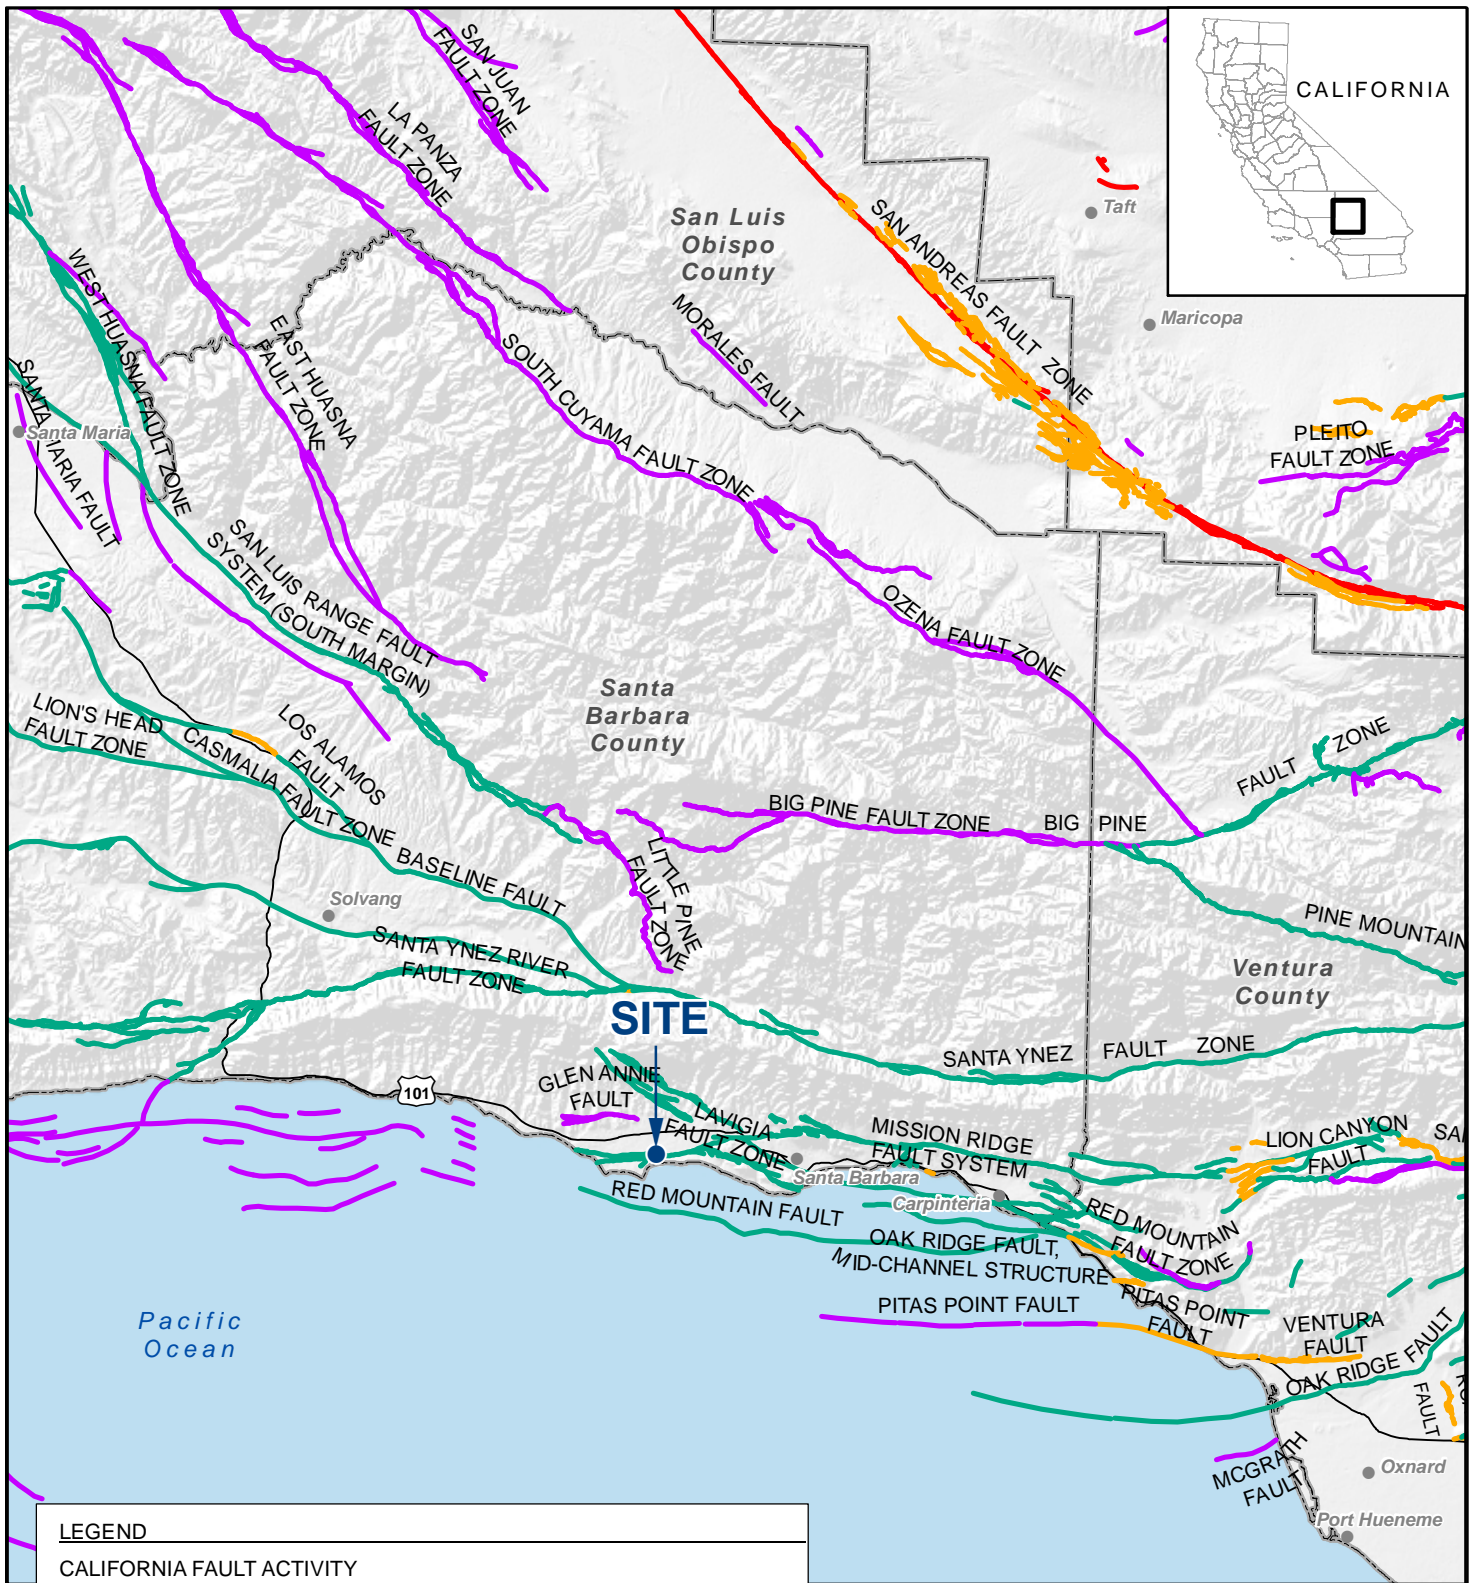 SAN JUAN
FAULT ZONE
LA PANZA
FAULT ZONE
CALIFORNIA
San Luis
Obispo
County
Taft
SAN ANDREAS FAULT ZONE
Maricopa
WEST HUASNA FAULT ZONE
EAST HUASNA
FAULT ZONE
MORALES FAULT
SOUTH CUYAMA FAULT ZONE
SANTA MARIA FAULT
Santa Maria
PLEITO
FAULT ZONE
SAN LUIS RANGE FAULT
SYSTEM (SOUTH MARGIN)
OZENA FAULT ZONE
Santa
Barbara
County
LION'S HEAD
FAULT ZONE
CASMALIA FAULT ZONE
LOS ALAMOS
FAULT
BIG PINE FAULT ZONE
BIG PINE
FAULT ZONE
LITTLE PINE
FAULT ZONE
BASELINE FAULT
Solvang
PINE MOUNTAIN
SANTA YNEZ RIVER
FAULT ZONE
Ventura
County
SITE
SANTA YNEZ FAULT ZONE
101
GLEN ANNIE
FAULT
LAVIGIA
FAULT ZONE
MISSION RIDGE
FAULT SYSTEM
LION CANYON
FAULT
SA
Santa Barbara
Carpinteria
RED MOUNTAIN FAULT
RED MOUNTAIN
FAULT ZONE
OAK RIDGE FAULT,
MID-CHANNEL STRUCTURE
PITAS POINT FAULT
PITAS POINT
FAULT
VENTURA
FAULT
OAK RIDGE FAULT
FAULT
Pacific
Ocean
MCGRATH
FAULT
Oxnard
Port Hueneme
LEGEND
CALIFORNIA FAULT ACTIVITY